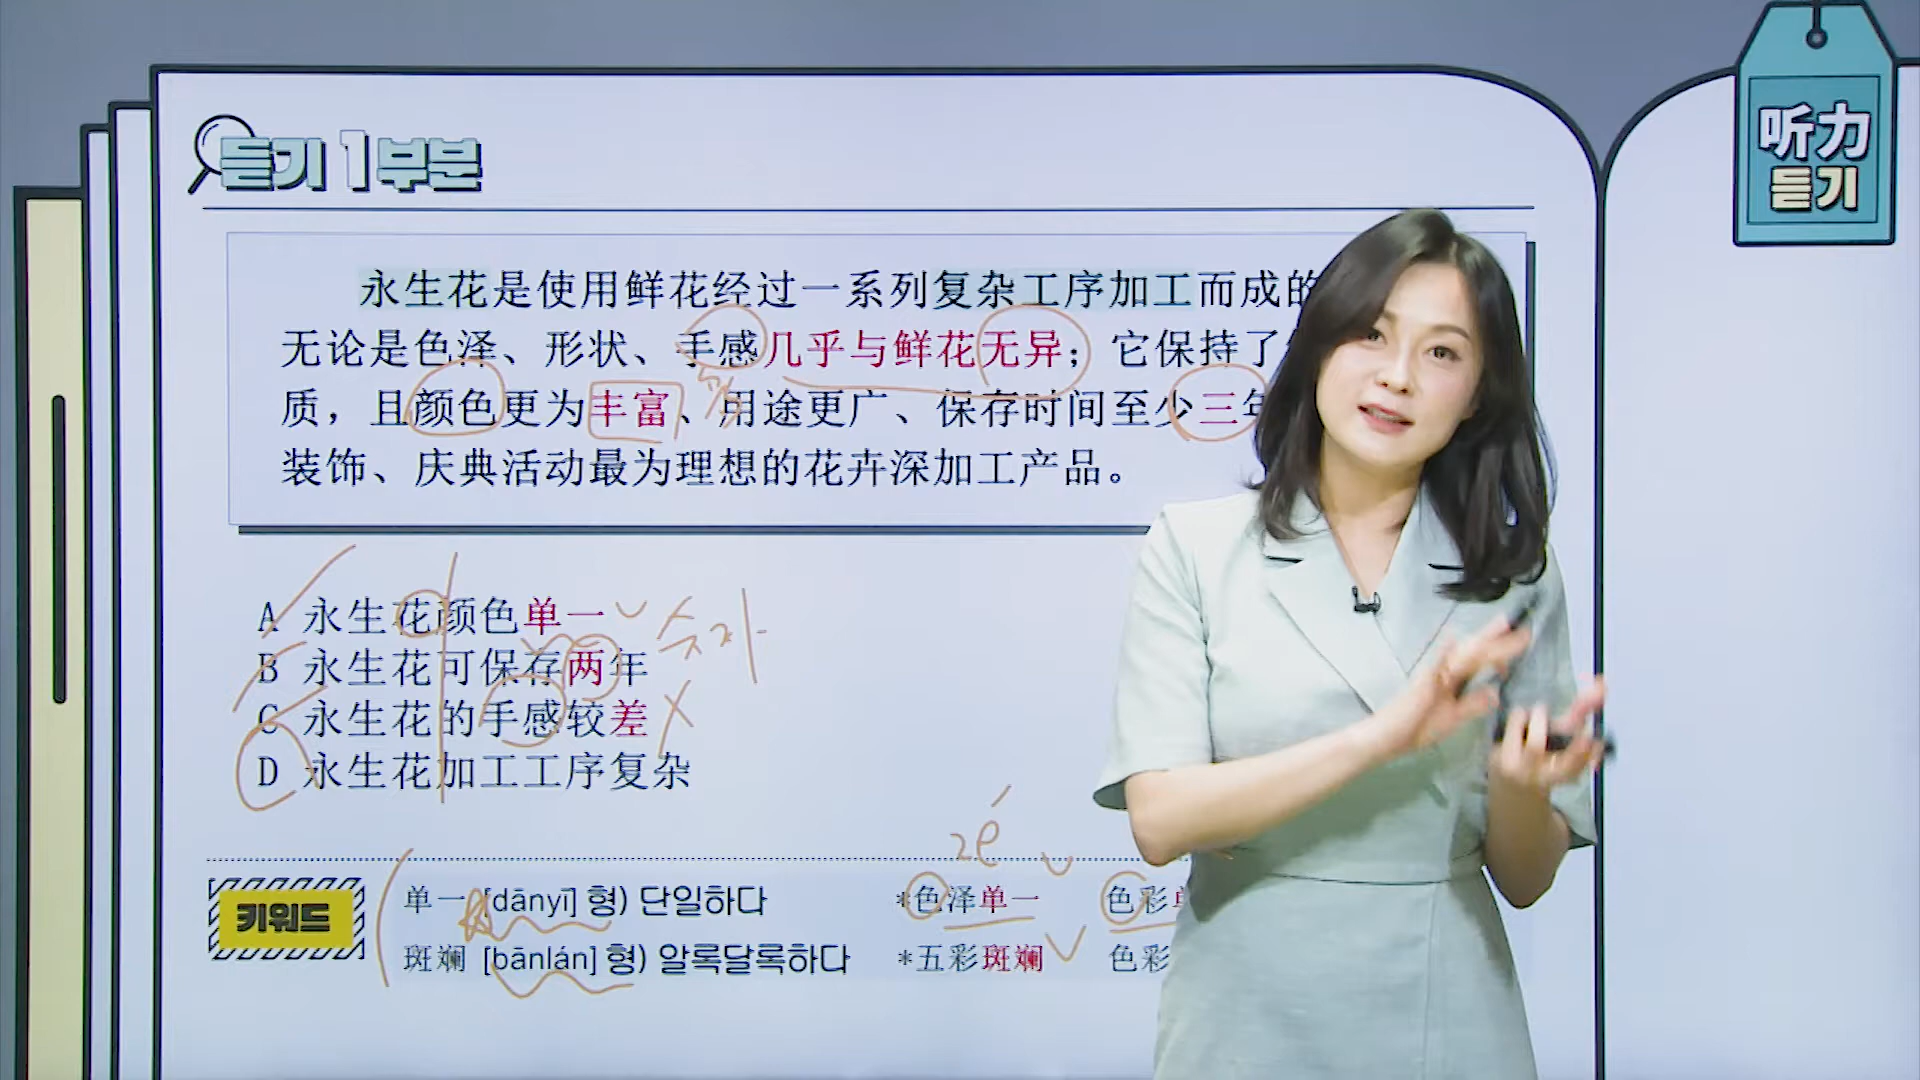 听力
듣기
듣기 1부분
永生花是使用鲜花经过一系列复杂工序加工而成的
无论是色泽、形状、手感几乎与鲜花无异；它保持了
质，且颜色更为丰富、用途更广、保存时间至少三年
装饰、庆典活动最为理想的花卉深加工产品。
A 永生花颜色单一
B 永生花可保存两年
숫자
C 永生花的手感较差
D 永生花加工工序复杂
zé
키워드
单一 [dānyī] 형) 단일하다 *色泽单一 色彩
斑斓 [bānlán] 형) 알록달록하다 *五彩斑斓 色彩